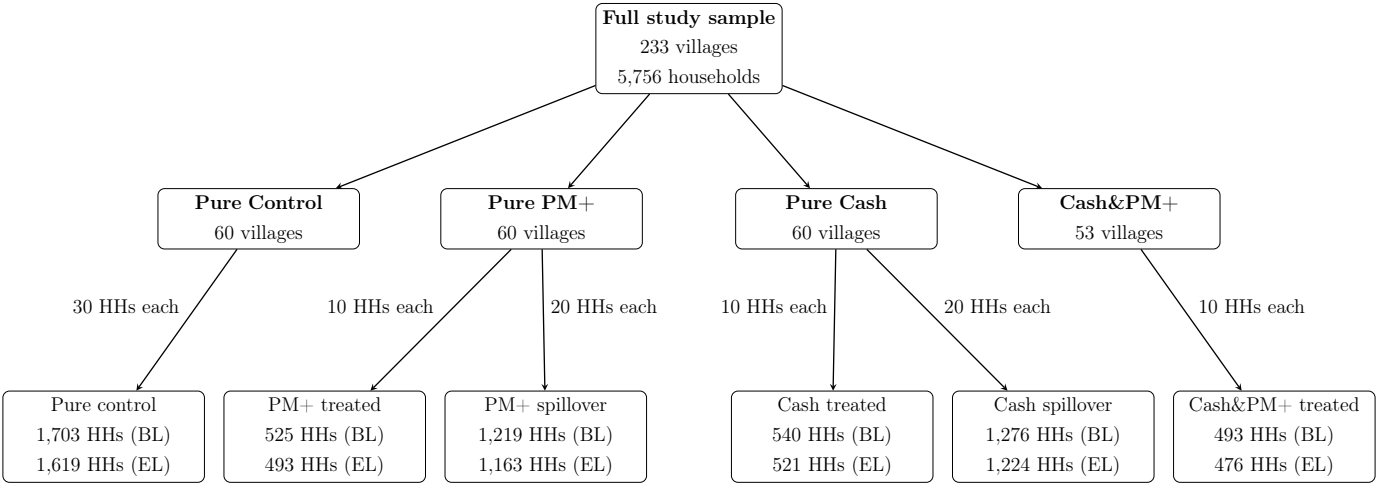 Full study sample
233 villages
5,756 households
Pure Control
60 villages
Pure PM+
60 villages
Pure Cash
60 villages
Cash&PM+
53 villages
30 HHs each
10 HHs each
20 HHs each
10 HHs each
20 HHs each
10 HHs each
Pure control
1,703 HHs (BL)
1,619 HHs (EL)
PM+ treated
525 HHs (BL)
493 HHs (EL)
PM+ spillover
1,219 HHs (BL)
1,163 HHs (EL)
Cash treated
540 HHs (BL)
521 HHs (EL)
Cash spillover
1,276 HHs (BL)
1,224 HHs (EL)
Cash&PM+ treated
493 HHs (BL)
476 HHs (EL)